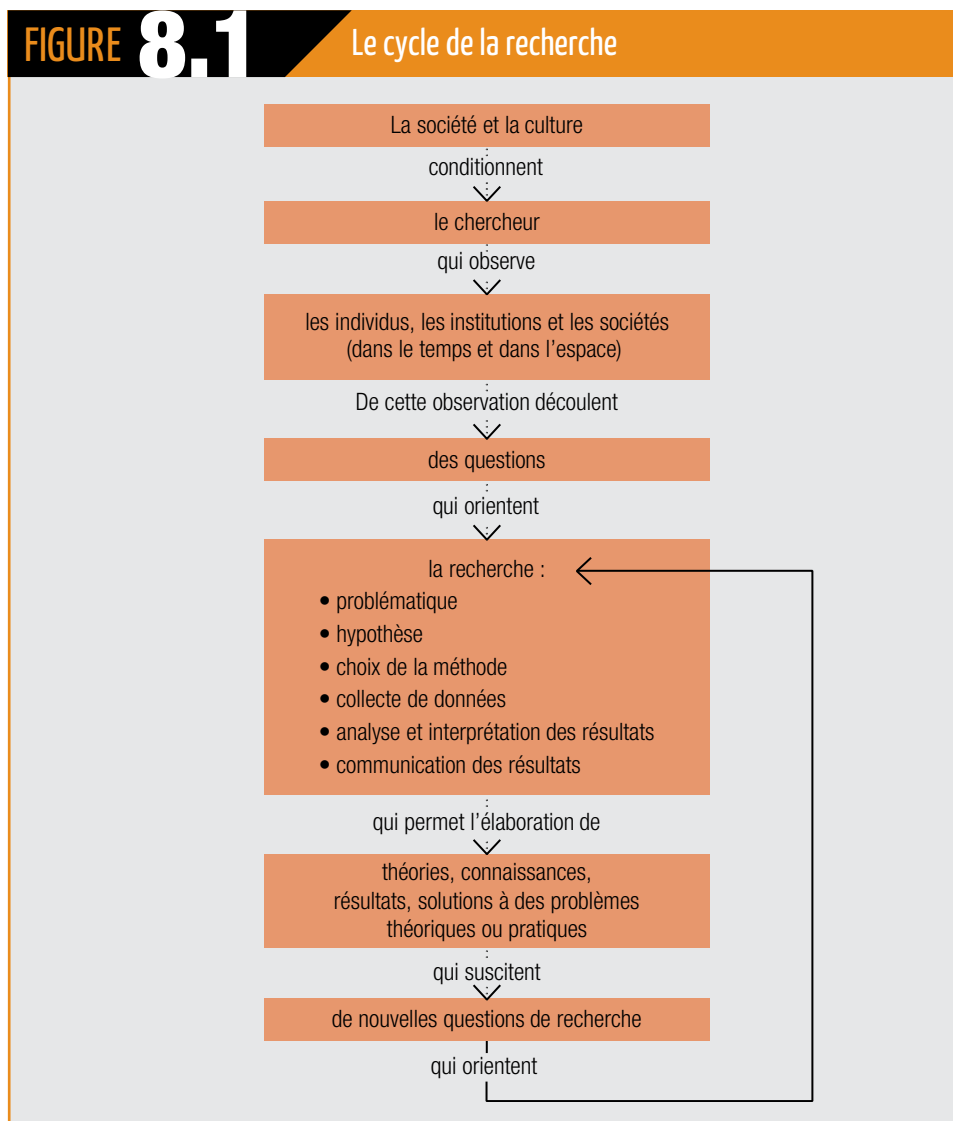 FIGURE 8.1 Le cycle de la recherche
La société et la culture
conditionnent
le chercheur
qui observe
les individus, les institutions et les sociétés
(dans le temps et dans l'espace)
De cette observation découlent
des questions
qui orientent
la recherche :
• problématique
• hypothèse
• choix de la méthode
• collecte de données
• analyse et interprétation des résultats
• communication des résultats
qui permet l'élaboration de
théories, connaissances,
résultats, solutions à des problèmes
théoriques ou pratiques
qui suscitent
de nouvelles questions de recherche
qui orientent